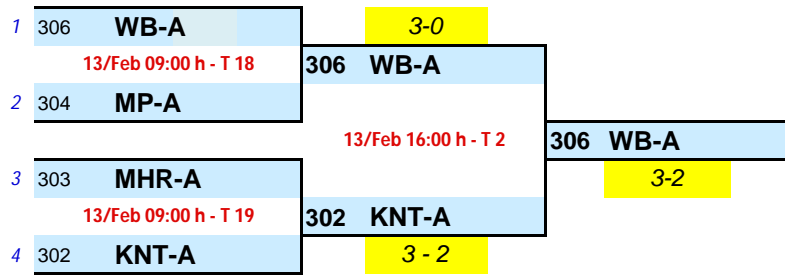 1 306 WB-A 3-0
13/Feb 09:00 h - T 18 306 WB-A
2 304 MP-A
13/Feb 16:00 h - T 2 306 WB-A
3 303 MHR-A 3-2
13/Feb 09:00 h - T 19 302 KNT-A
4 302 KNT-A 3 - 2